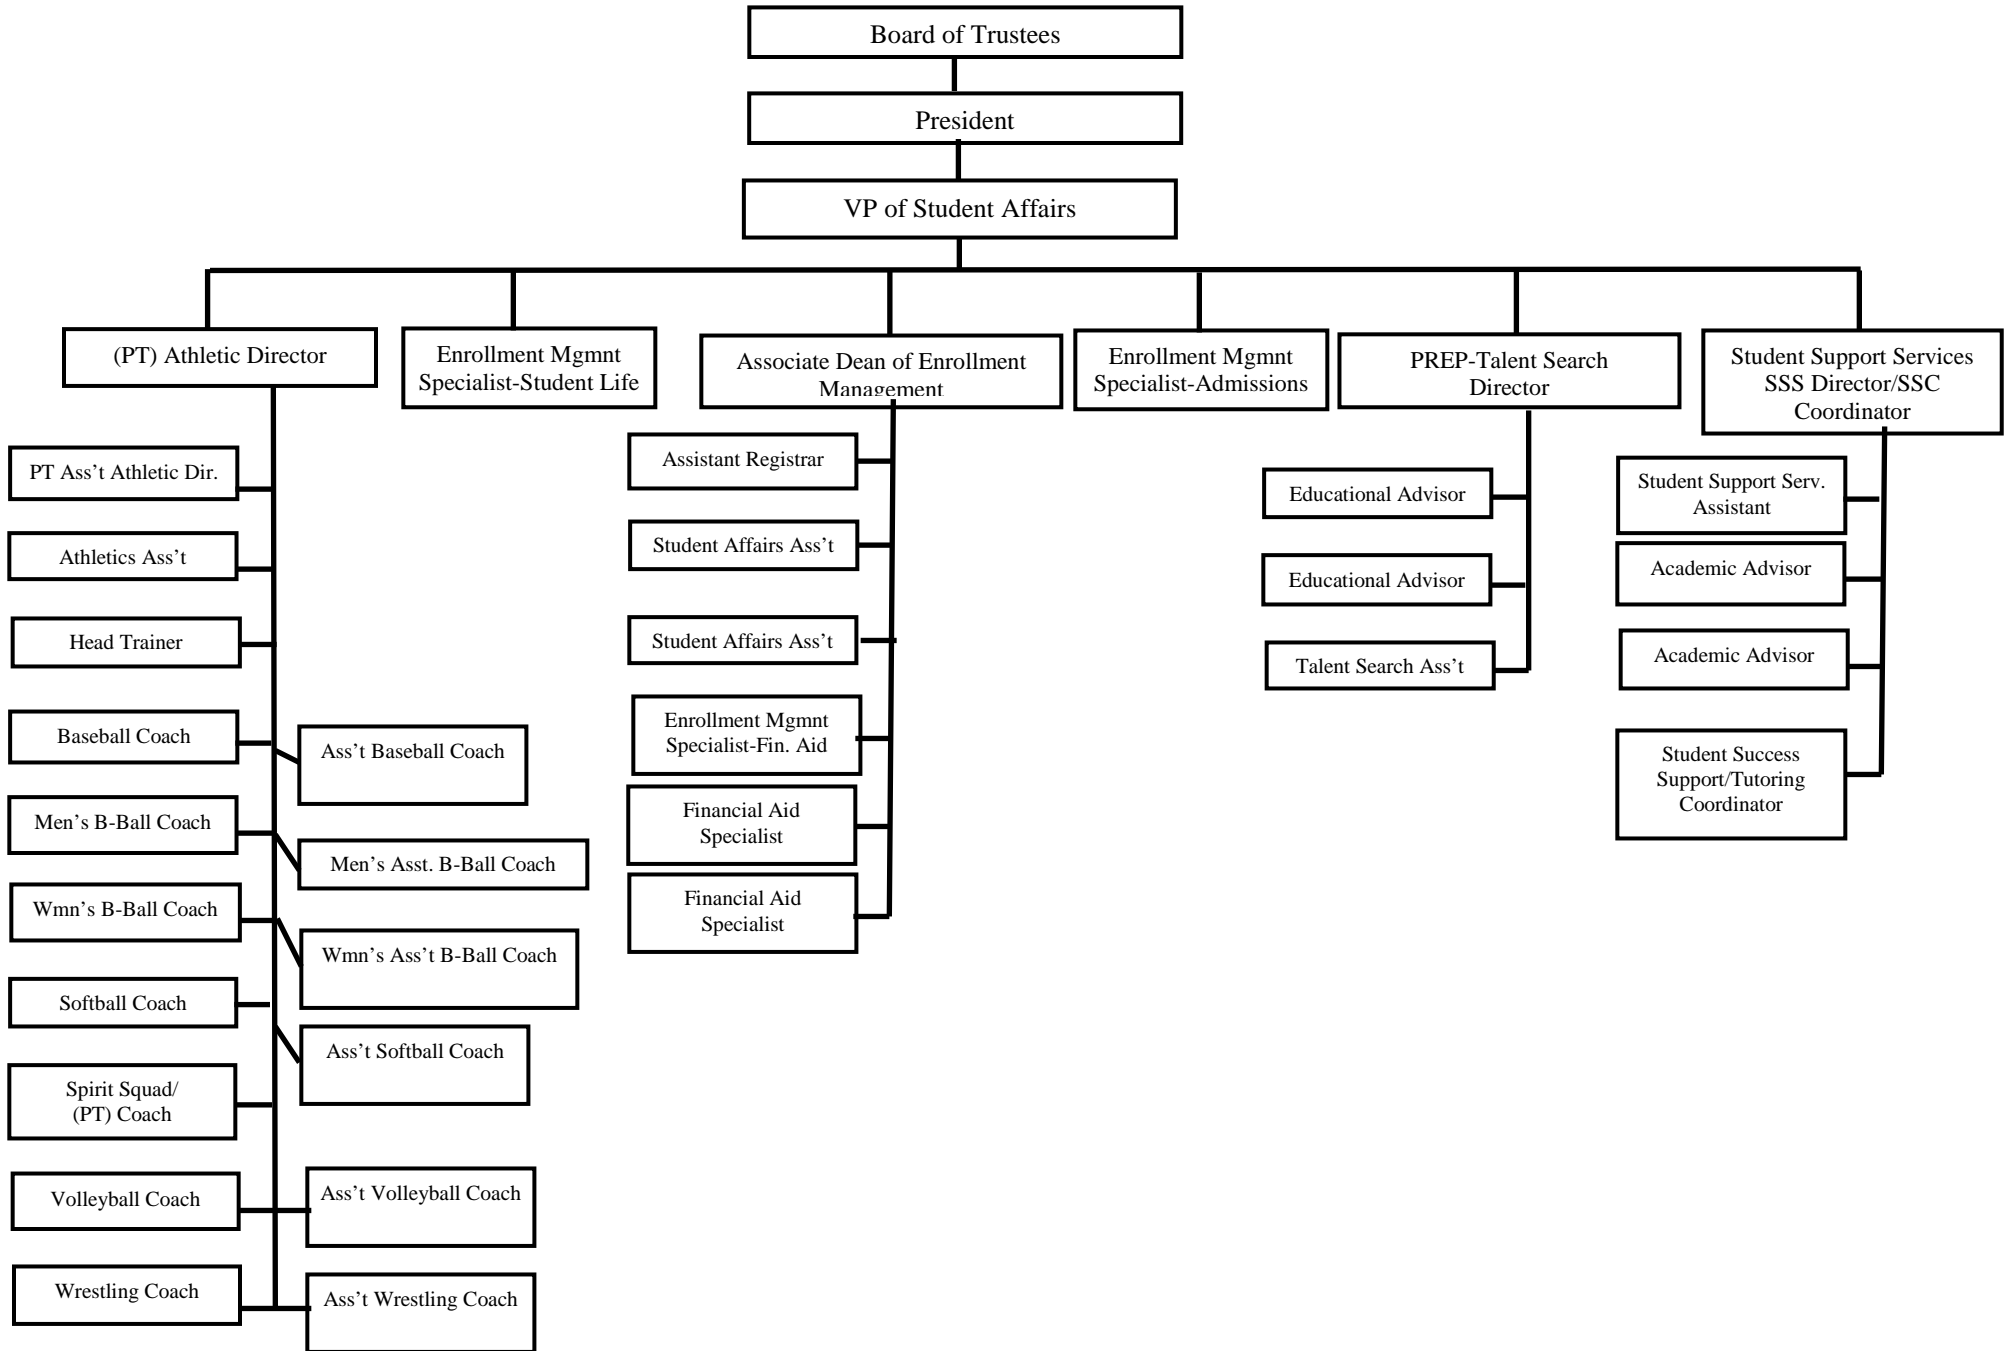 Board of Trustees
President
VP of Student Affairs
(PT) Athletic Director
Enrollment Mgmnt
Specialist-Student Life
Associate Dean of Enrollment
Management
Enrollment Mgmnt
Specialist-Admissions
PREP-Talent Search
Director
Student Support Services
SSS Director/SSC
Coordinator
PT Ass’t Athletic Dir.
Athletics Ass’t
Head Trainer
Baseball Coach
Ass’t Baseball Coach
Men’s B-Ball Coach
Men’s Asst. B-Ball Coach
Wmn’s B-Ball Coach
Wmn’s Ass’t B-Ball Coach
Softball Coach
Ass’t Softball Coach
Spirit Squad/
(PT) Coach
Volleyball Coach
Ass’t Volleyball Coach
Wrestling Coach
Ass’t Wrestling Coach
Assistant Registrar
Student Affairs Ass’t
Student Affairs Ass’t
Enrollment Mgmnt
Specialist-Fin. Aid
Financial Aid
Specialist
Financial Aid
Specialist
Educational Advisor
Educational Advisor
Talent Search Ass’t
Student Support Serv.
Assistant
Academic Advisor
Academic Advisor
Student Success
Support/Tutoring
Coordinator